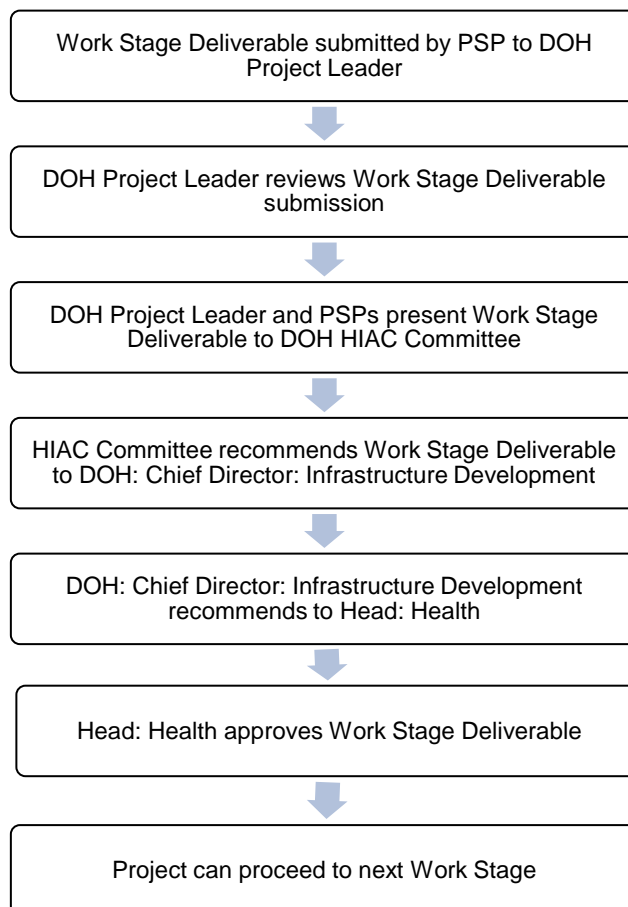 Work Stage Deliverable submitted by PSP to DOH
Project Leader
DOH Project Leader reviews Work Stage Deliverable
submission
DOH Project Leader and PSPs present Work Stage
Deliverable to DOH HIAC Committee
HIAC Committee recommends Work Stage Deliverable
to DOH: Chief Director: Infrastructure Development
DOH: Chief Director: Infrastructure Development
recommends to Head: Health
Head: Health approves Work Stage Deliverable
Project can proceed to next Work Stage